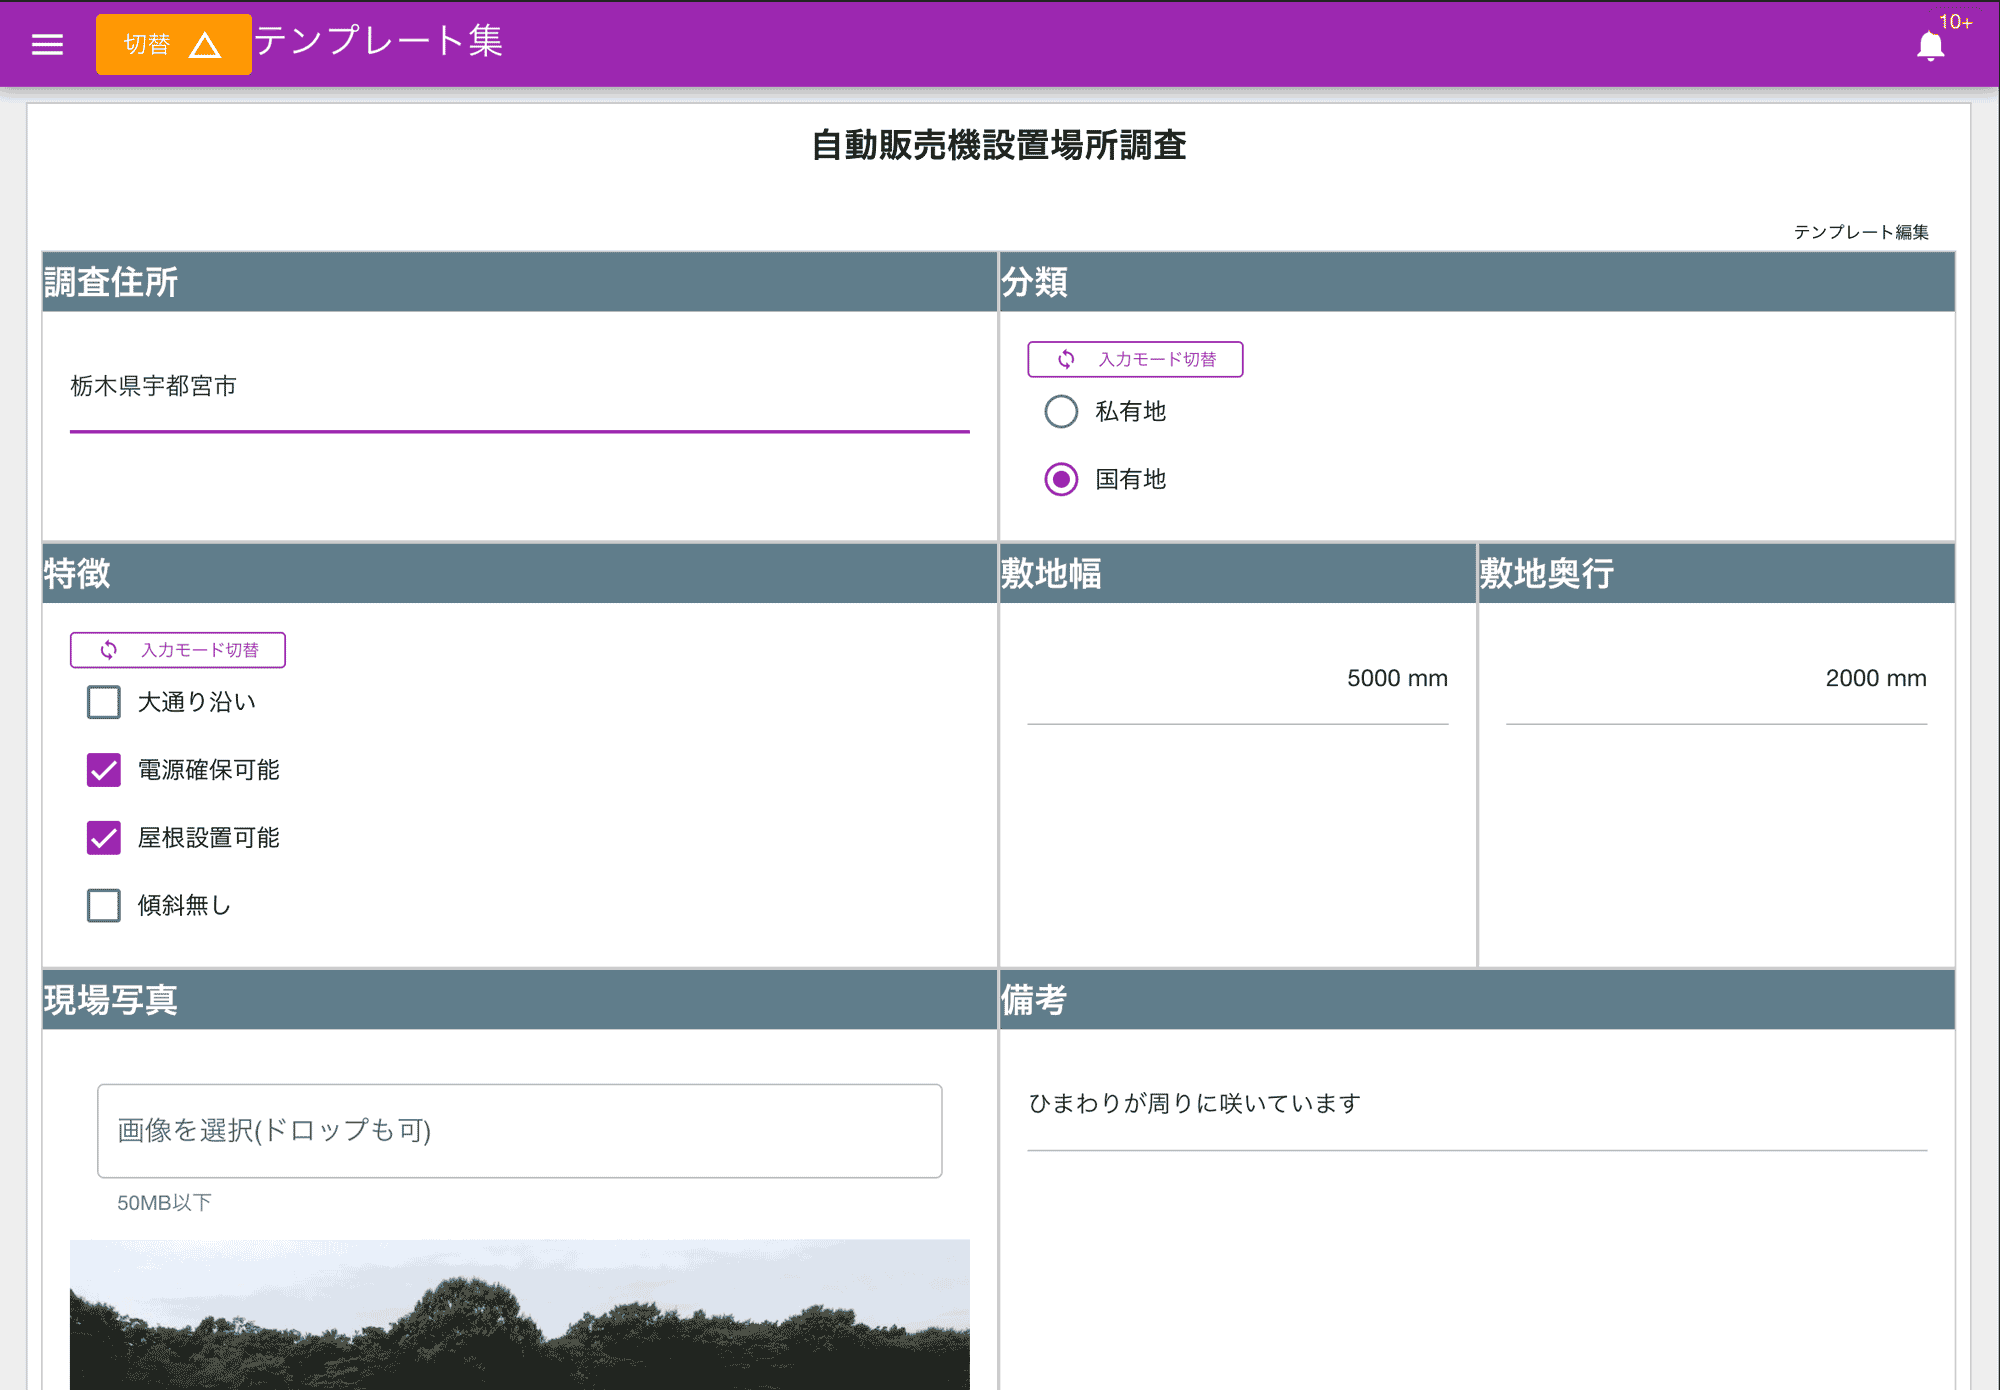 切替
テンプレート集
10+
自動販売機設置場所調査
テンプレート編集
調査住所
分類
栃木県宇都宮市
入力モード切替
私有地
国有地
特徴
敷地幅
敷地奥行
入力モード切替
大通り沿い
電源確保可能
屋根設置可能
傾斜無し
5000 mm
2000 mm
現場写真
備考
画像を選択(ドロップも可)
50MB以下
ひまわりが周りに咲いています